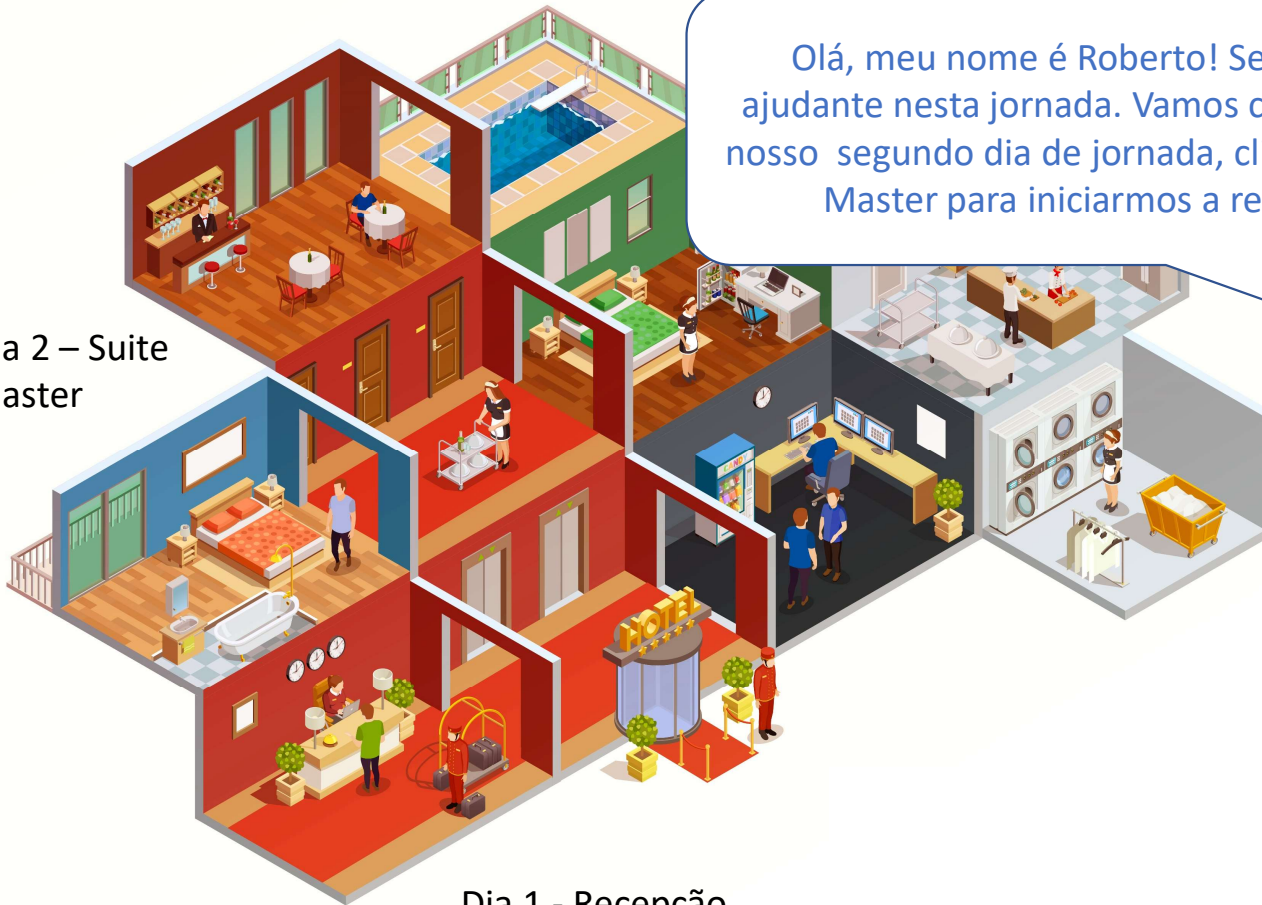 Olá, meu nome é Roberto! Se
ajudante nesta jornada. Vamos
nosso segundo dia de jornada, cl
Master para iniciarmos a re
a 2 – Suite
aster
CANDY
HOTEL
Dia 1 - Recepção